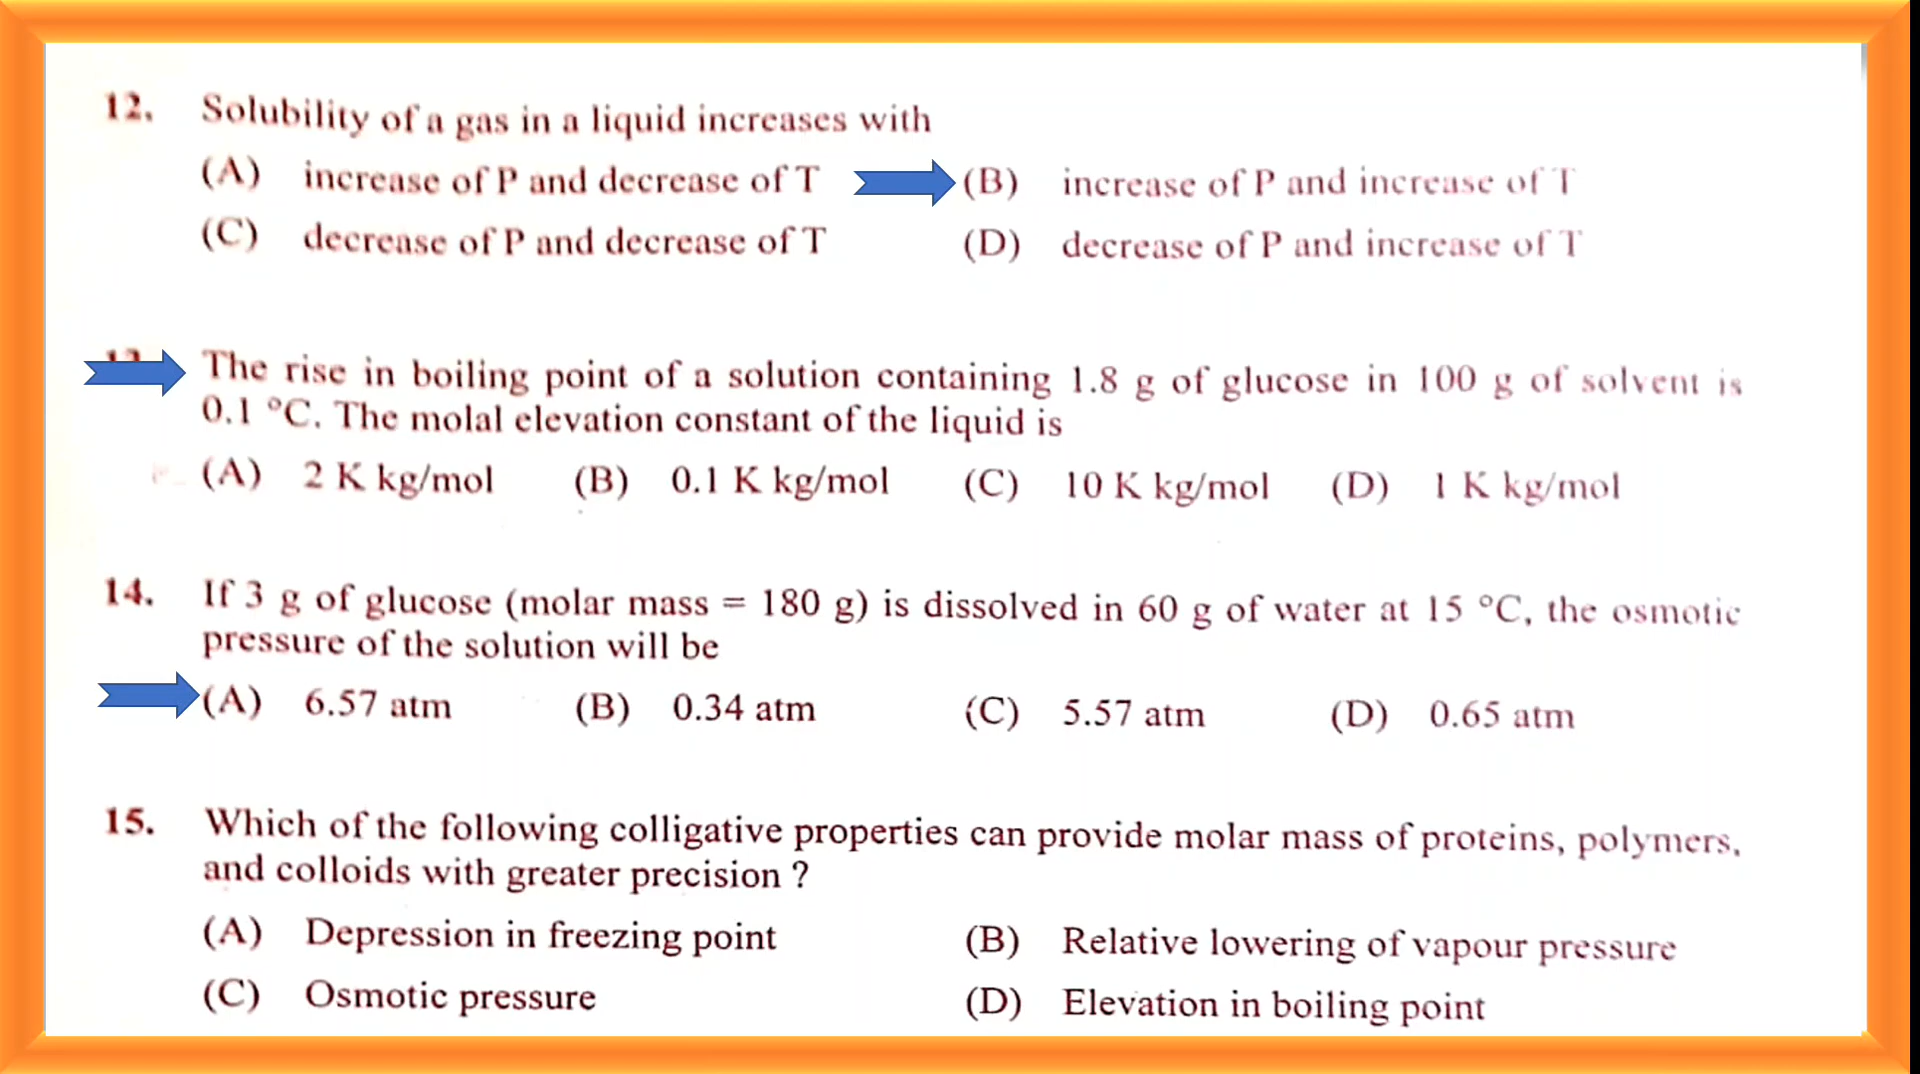 12. Solubility of a gas in a liquid increases with
(A) increase of P and decrease of T (B) increase of P and increase of T
(C) decrease of P and decrease of T (D) decrease of P and increase of T
The rise in boiling point of a solution containing 1.8 g of glucose in 100 g of solvent is
0.1 °C. The molal elevation constant of the liquid is
(A) 2 K kg/mol (B) 0.1 K kg/mol (C) 10 K kg/mol (D) 1 K kg/mol
14. If 3 g of glucose (molar mass = 180 g) is dissolved in 60 g of water at 15 °C, the osmotic
pressure of the solution will be
(A) 6.57 atm (B) 0.34 atm (C) 5.57 atm (D) 0.65 atm
15. Which of the following colligative properties can provide molar mass of proteins, polymers,
and colloids with greater precision ?
(A) Depression in freezing point (B) Relative lowering of vapour pressure
(C) Osmotic pressure (D) Elevation in boiling point